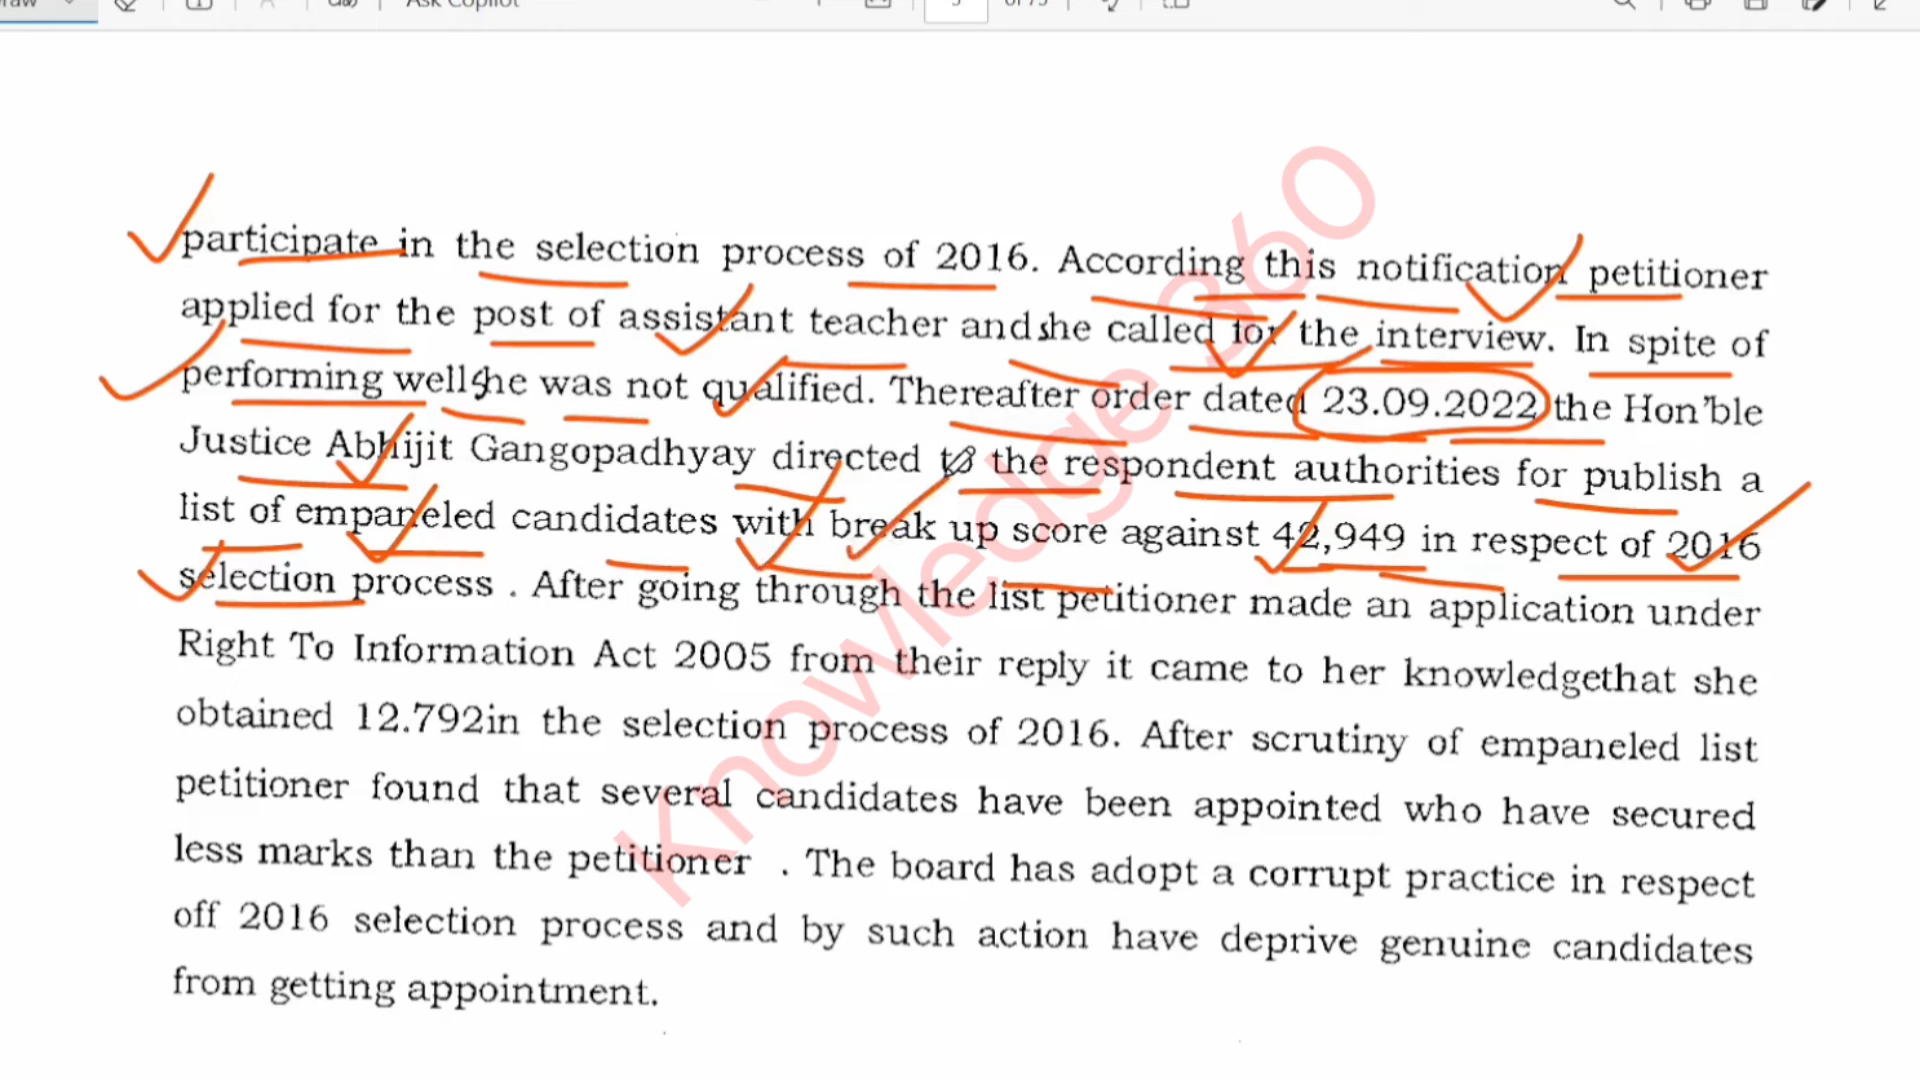 Ask Copilot
participate in the selection process of 2016. According this notification petitioner
applied for the post of assistant teacher and she called for the interview. In spite of
performing well she was not qualified. Thereafter order dated 23.09.2022 the Hon'ble
Justice Abhijit Gangopadhyay directed to the respondent authorities for publish a
list of empaneled candidates with break up score against 42,949 in respect of 2016
selection process . After going through the list petitioner made an application under
Right To Information Act 2005 from their reply it came to her knowledgethat she
obtained 12.792in the selection process of 2016. After scrutiny of empaneled list
petitioner found that several candidates have been appointed who have secured
less marks than the petitioner . The board has adopt a corrupt practice in respect
off 2016 selection process and by such action have deprive genuine candidates
from getting appointment.
Knowledge 360